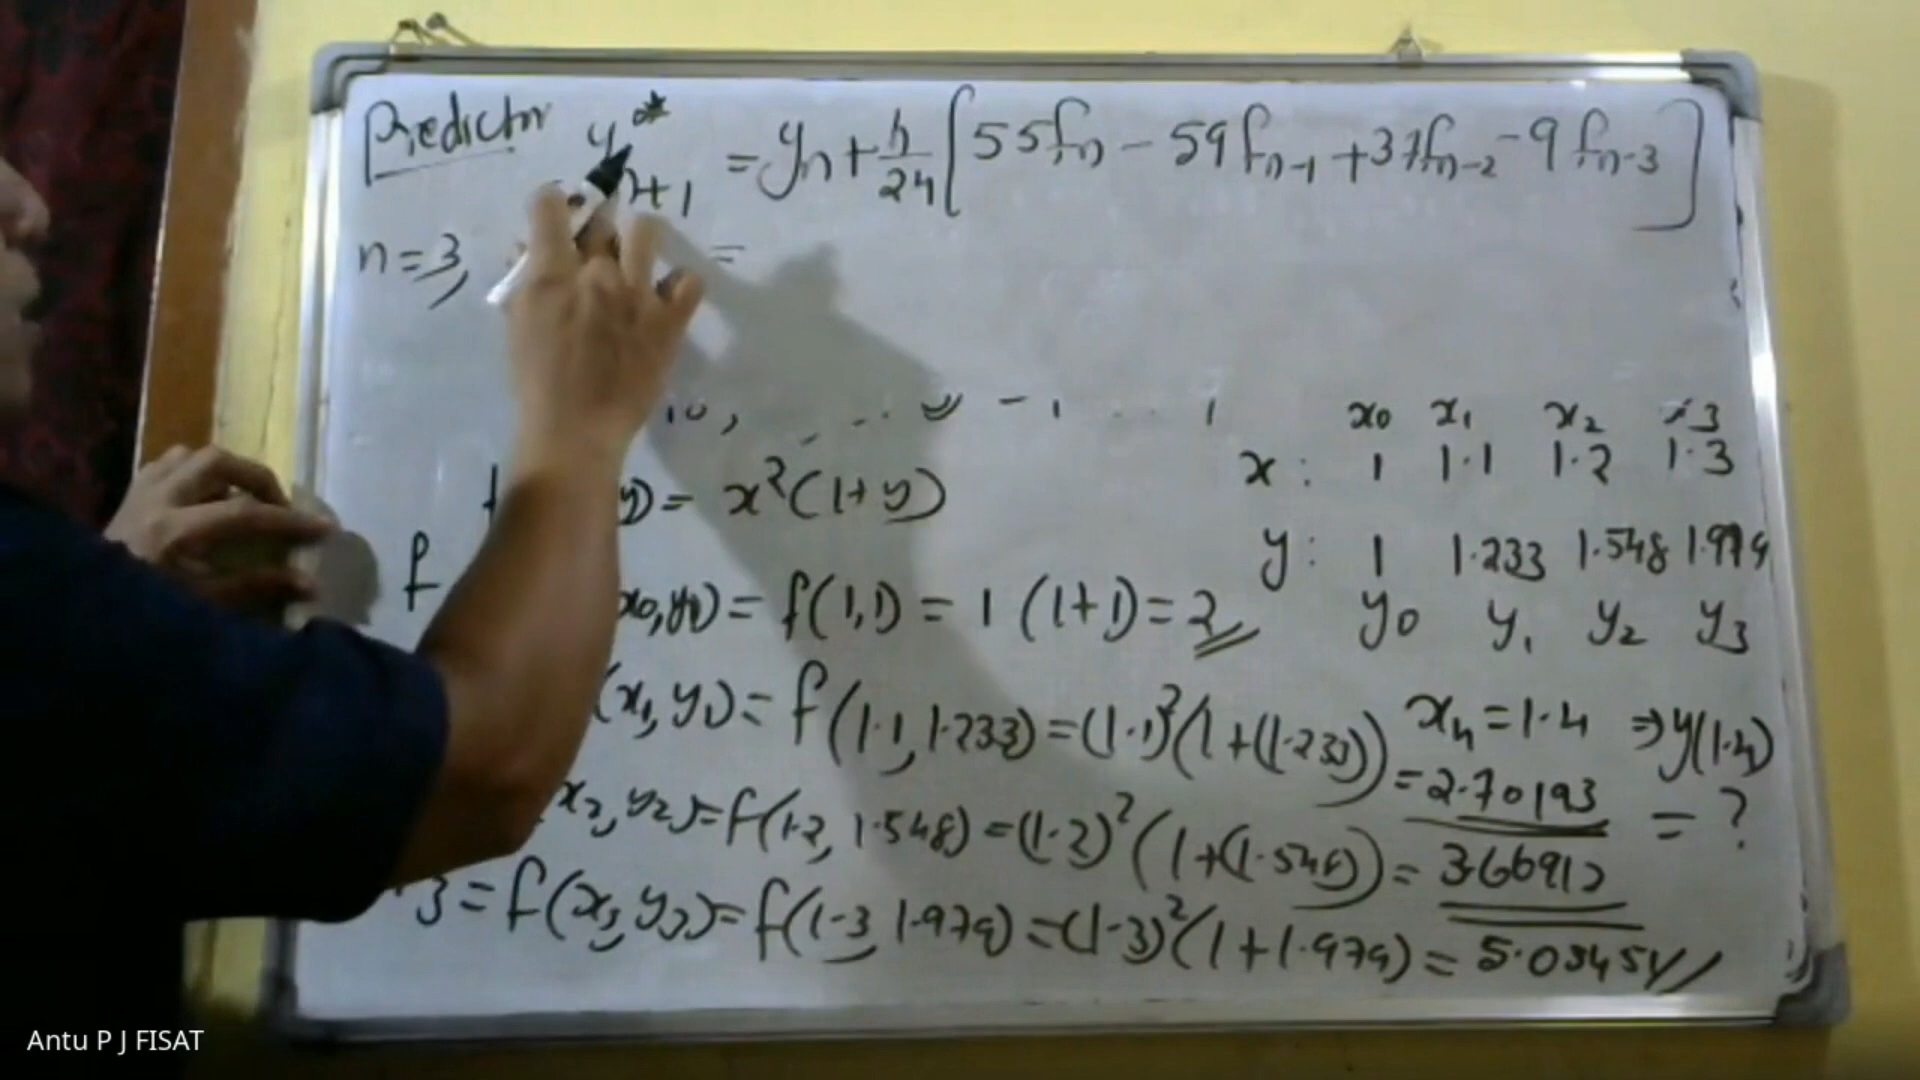 Predictor y* n+1 = yn + h/24 [55fn - 59fn-1 + 37fn-2 - 9fn-3]
n=3, =
x0 x1 x2 x3
x : 1 1.1 1.2 1.3
y) = x²(1+y)
y : 1 1.233 1.548 1.979
y0 y1 y2 y3
f x0,y0) = f(1,1) = 1 (1+1) = 2
(x1,y1) = f(1.1,1.233) = (1.1)²(1+(1.233)) = 2.70193
x4 = 1.4 ⇒ y(1.4) = ?
x2,y2) = f(1.2, 1.548) = (1.2)²(1+(1.548)) = 3.66912
3 = f(x3,y3) = f(1.3, 1.979) = (1.3)²(1+1.979) = 5.03451
Antu P J FISAT